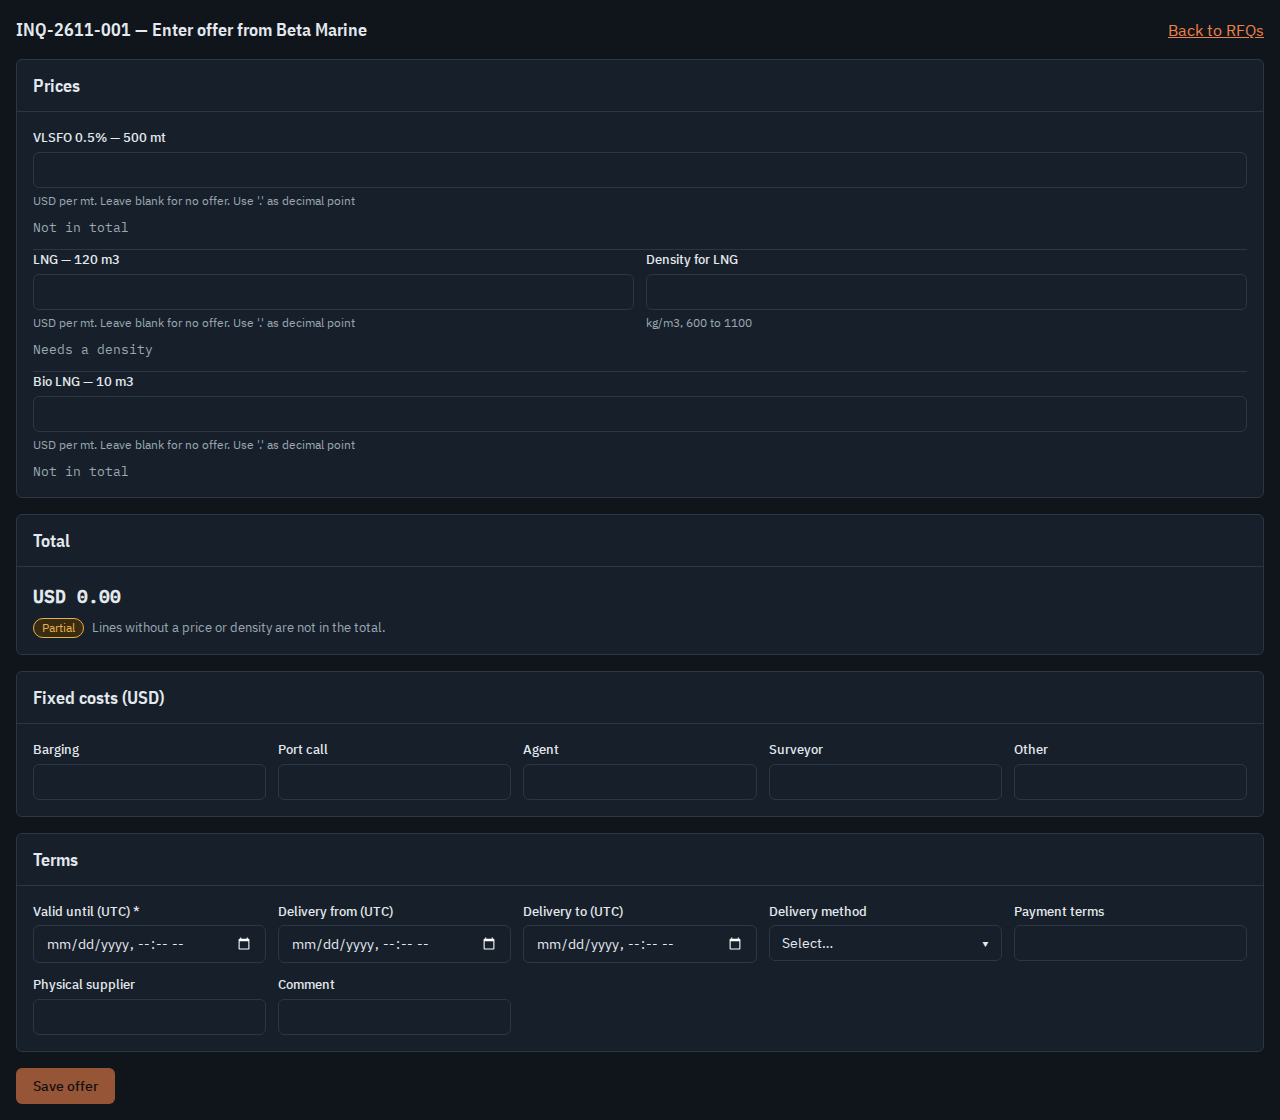 INQ-2611-001 — Enter offer from Beta Marine
Back to RFQs
Prices
VLSFO 0.5% — 500 mt
USD per mt. Leave blank for no offer. Use '.' as decimal point
Not in total
LNG — 120 m3
Density for LNG
USD per mt. Leave blank for no offer. Use '.' as decimal point
kg/m3, 600 to 1100
Needs a density
Bio LNG — 10 m3
USD per mt. Leave blank for no offer. Use '.' as decimal point
Not in total
Total
USD 0.00
Partial Lines without a price or density are not in the total.
Fixed costs (USD)
Barging
Port call
Agent
Surveyor
Other
Terms
Valid until (UTC) *
Delivery from (UTC)
Delivery to (UTC)
Delivery method
Payment terms
mm/dd/yyyy, --:-- --
mm/dd/yyyy, --:-- --
mm/dd/yyyy, --:-- --
Select...
Physical supplier
Comment
Save offer